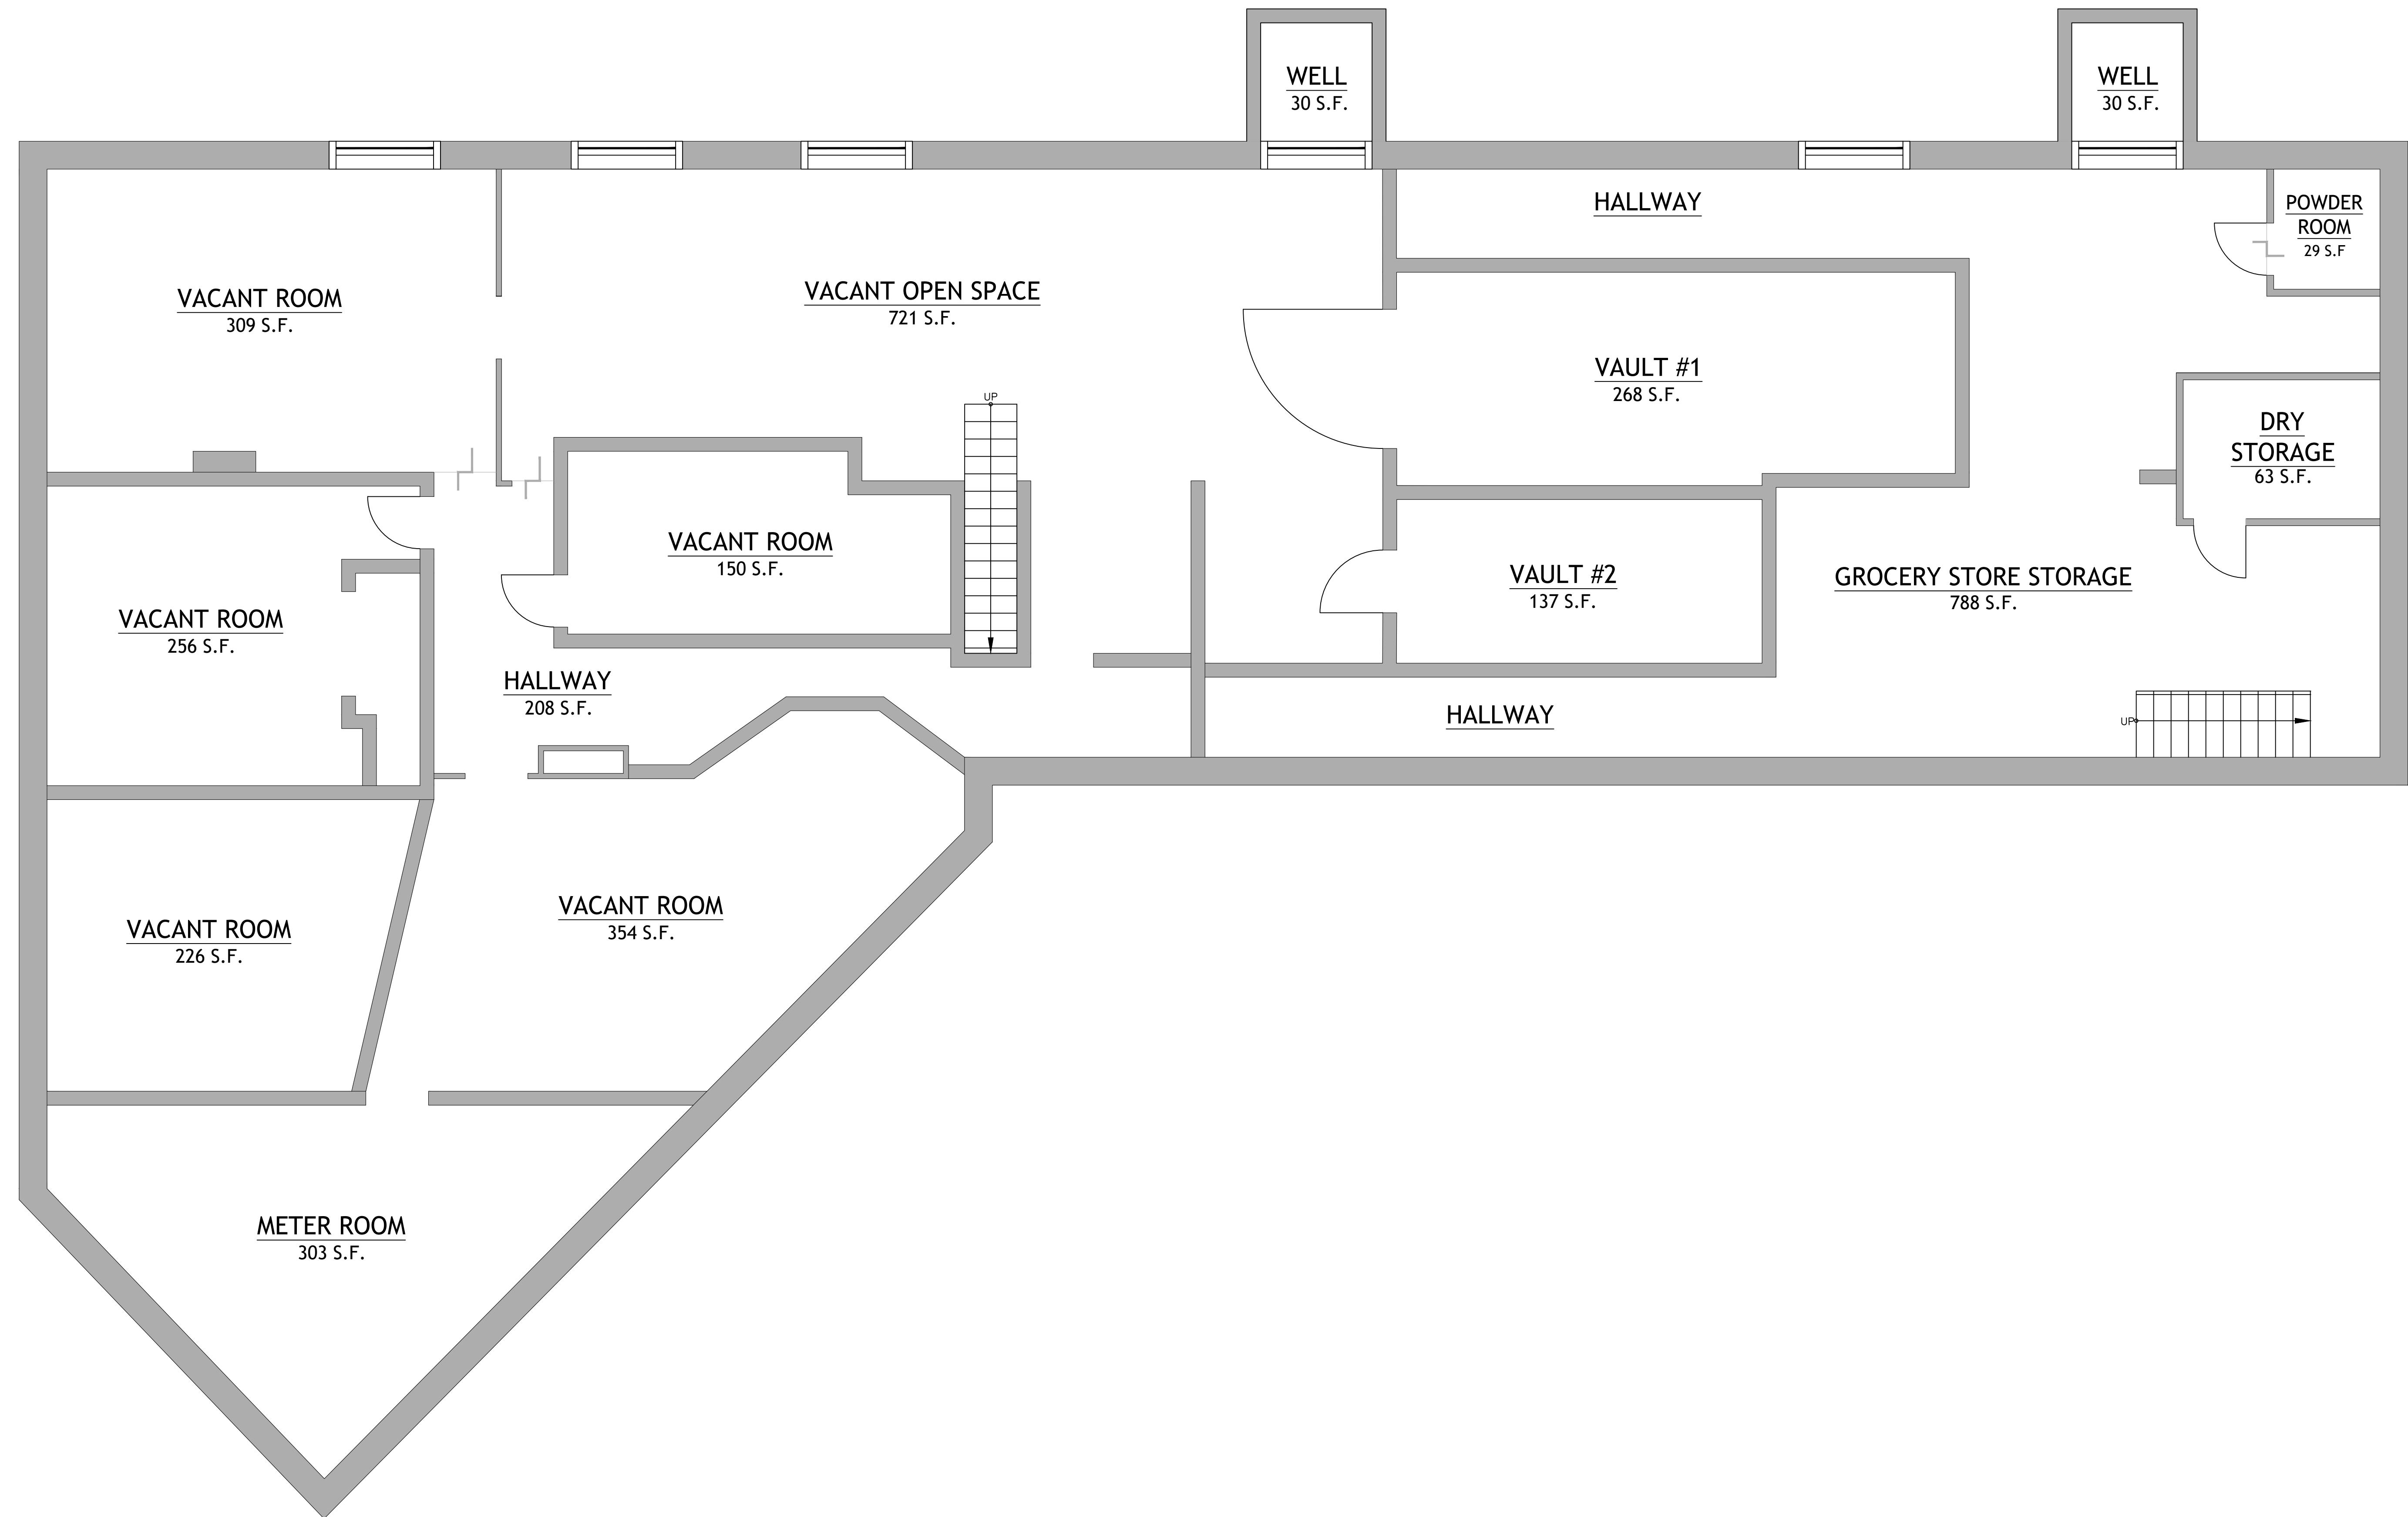 WELL
30 S.F.
WELL
30 S.F.
HALLWAY
POWDER
ROOM
29 S.F
VACANT ROOM
309 S.F.
VACANT OPEN SPACE
721 S.F.
VAULT #1
268 S.F.
UP
DRY
STORAGE
63 S.F.
VACANT ROOM
150 S.F.
VAULT #2
137 S.F.
GROCERY STORE STORAGE
788 S.F.
VACANT ROOM
256 S.F.
HALLWAY
208 S.F.
HALLWAY
UP
VACANT ROOM
354 S.F.
VACANT ROOM
226 S.F.
METER ROOM
303 S.F.